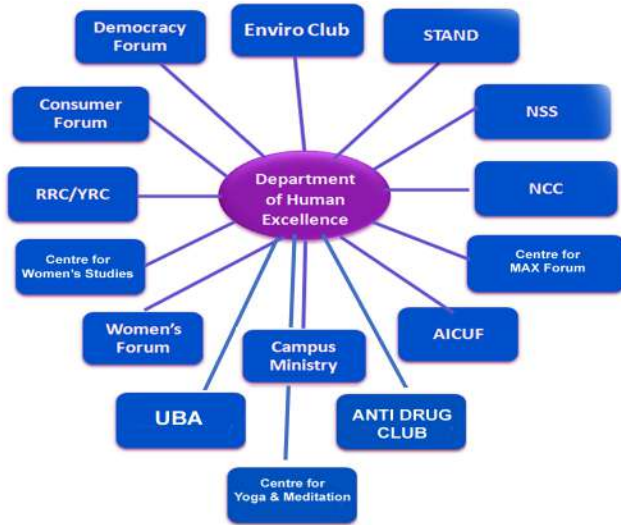 Democracy
Forum
Enviro Club
STAND
Consumer
Forum
NSS
Department
of Human
Excellence
RRC/YRC
NCC
Centre for
Women's Studies
Centre for
MAX Forum
Women's
Forum
Campus
Ministry
AICUF
UBA
ANTI DRUG
CLUB
Centre for
Yoga & Meditation